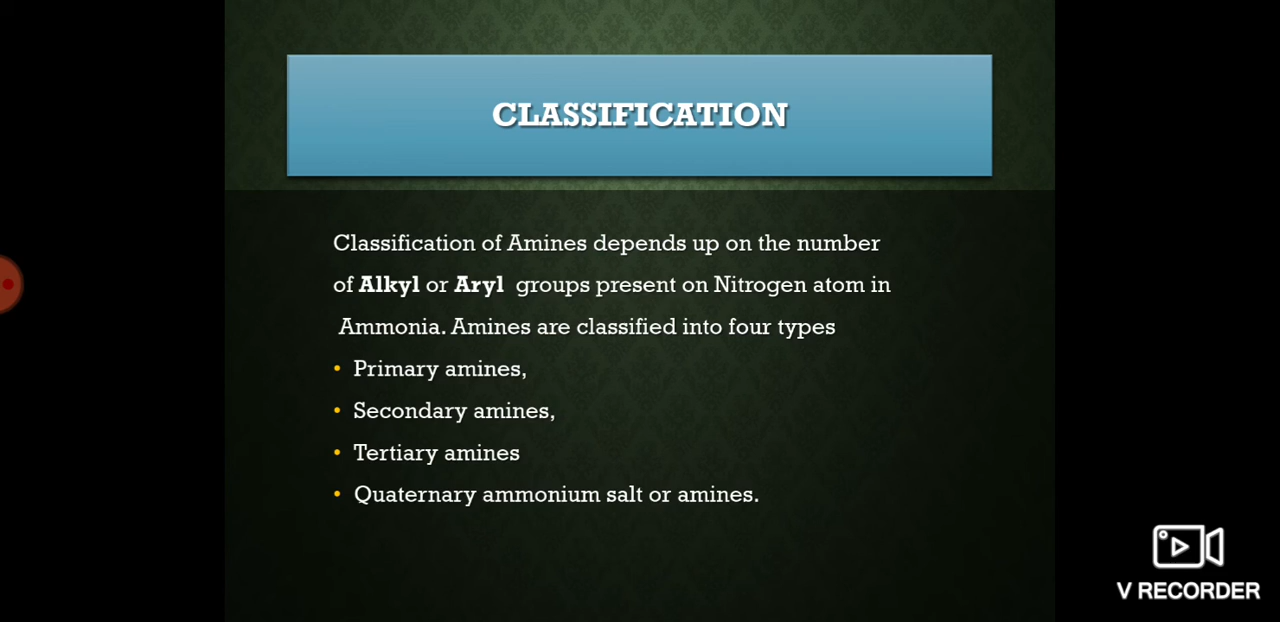 CLASSIFICATION
Classification of Amines depends up on the number
of Alkyl or Aryl groups present on Nitrogen atom in
Ammonia. Amines are classified into four types
• Primary amines,
• Secondary amines,
• Tertiary amines
• Quaternary ammonium salt or amines.
V RECORDER